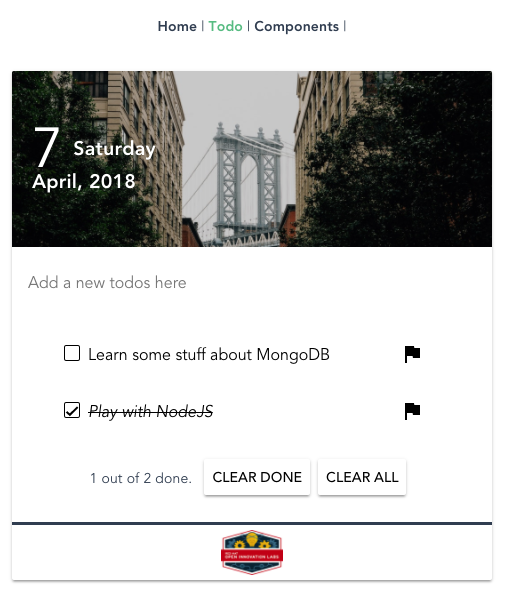 Home | Todo | Components |
7 Saturday
April, 2018
Add a new todos here
Learn some stuff about MongoDB
Play with NodeJS
1 out of 2 done. CLEAR DONE CLEAR ALL
RED HAT
OPEN INNOVATION LABS